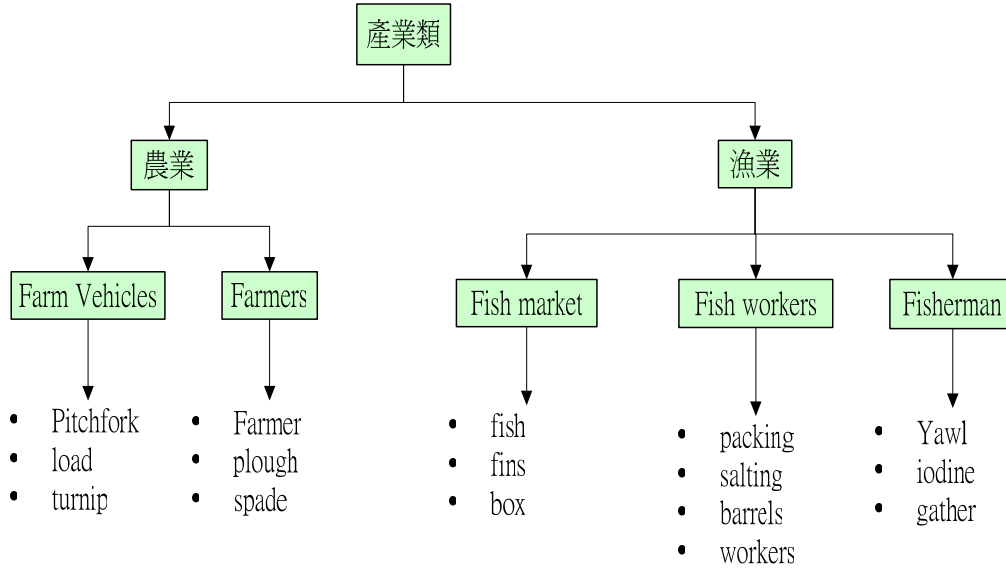 產業類
農業
漁業
Farm Vehicles
Farmers
Fish market
Fish workers
Fisherman
• Pitchfork
• load
• turnip
• Farmer
• plough
• spade
• fish
• fins
• box
• packing
• salting
• barrels
• workers
• Yawl
• iodine
• gather